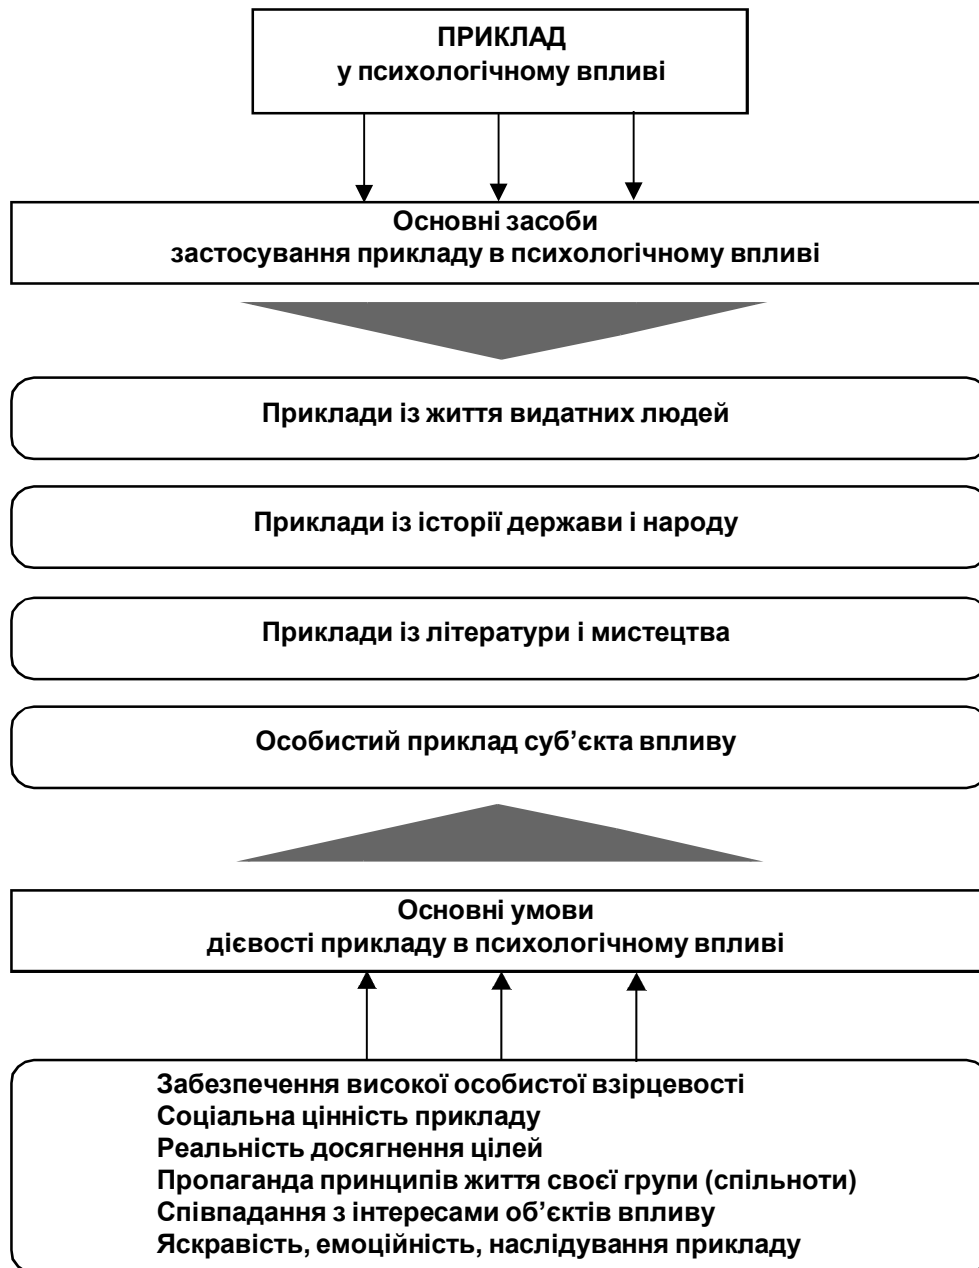 ПРИКЛАД
у психологічному впливі
Основні засоби
застосування прикладу в психологічному впливі
Приклади із життя видатних людей
Приклади із історії держави і народу
Приклади із літератури і мистецтва
Особистий приклад суб’єкта впливу
Основні умови
дієвості прикладу в психологічному впливі
Забезпечення високої особистої взірцевості
Соціальна цінність прикладу
Реальність досягнення цілей
Пропаганда принципів життя своєї групи (спільноти)
Співпадання з інтересами об’єктів впливу
Яскравість, емоційність, наслідування прикладу